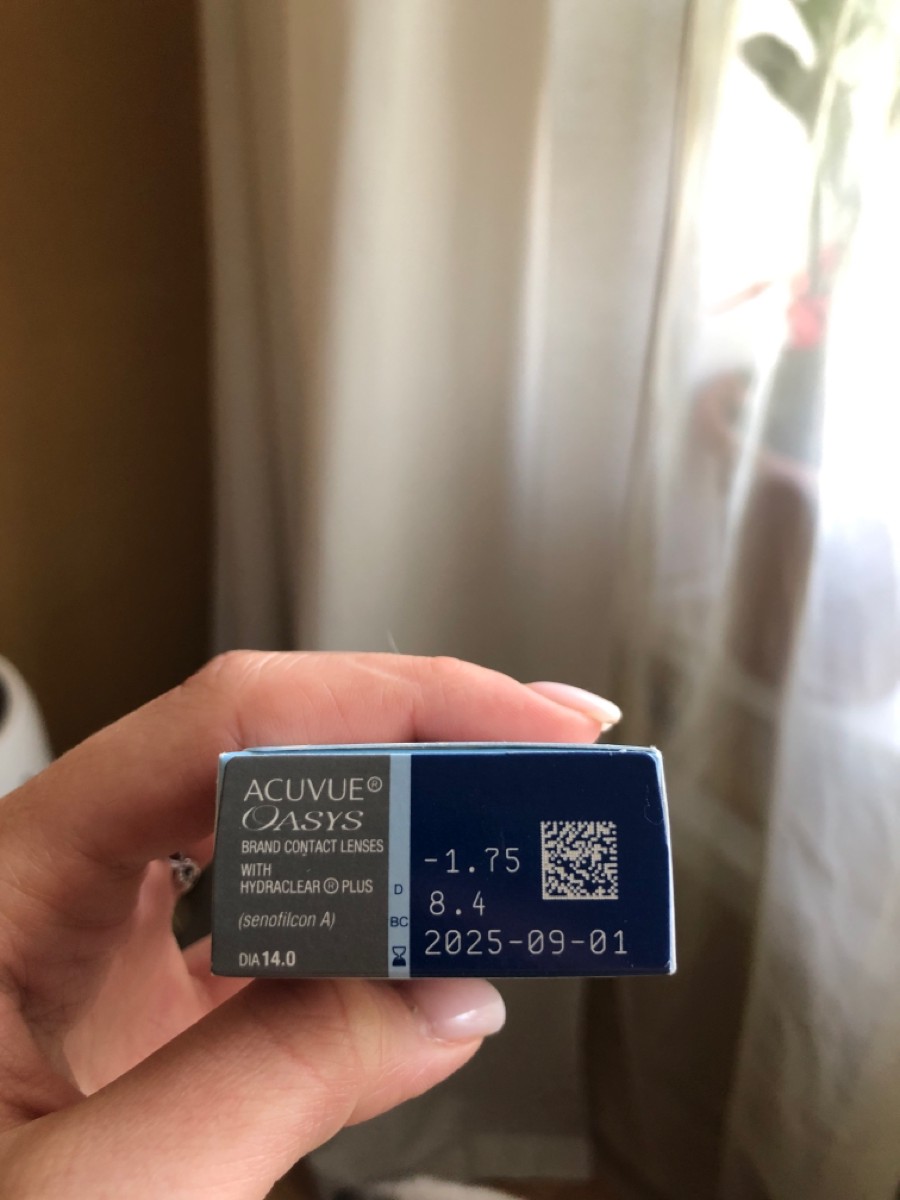 ACUVUE®
OASYS
BRAND CONTACT LENSES
WITH
HYDRACLEAR ® PLUS
(senofilcon A)
DIA 14.0
D -1.75
BC 8.4
2025-09-01